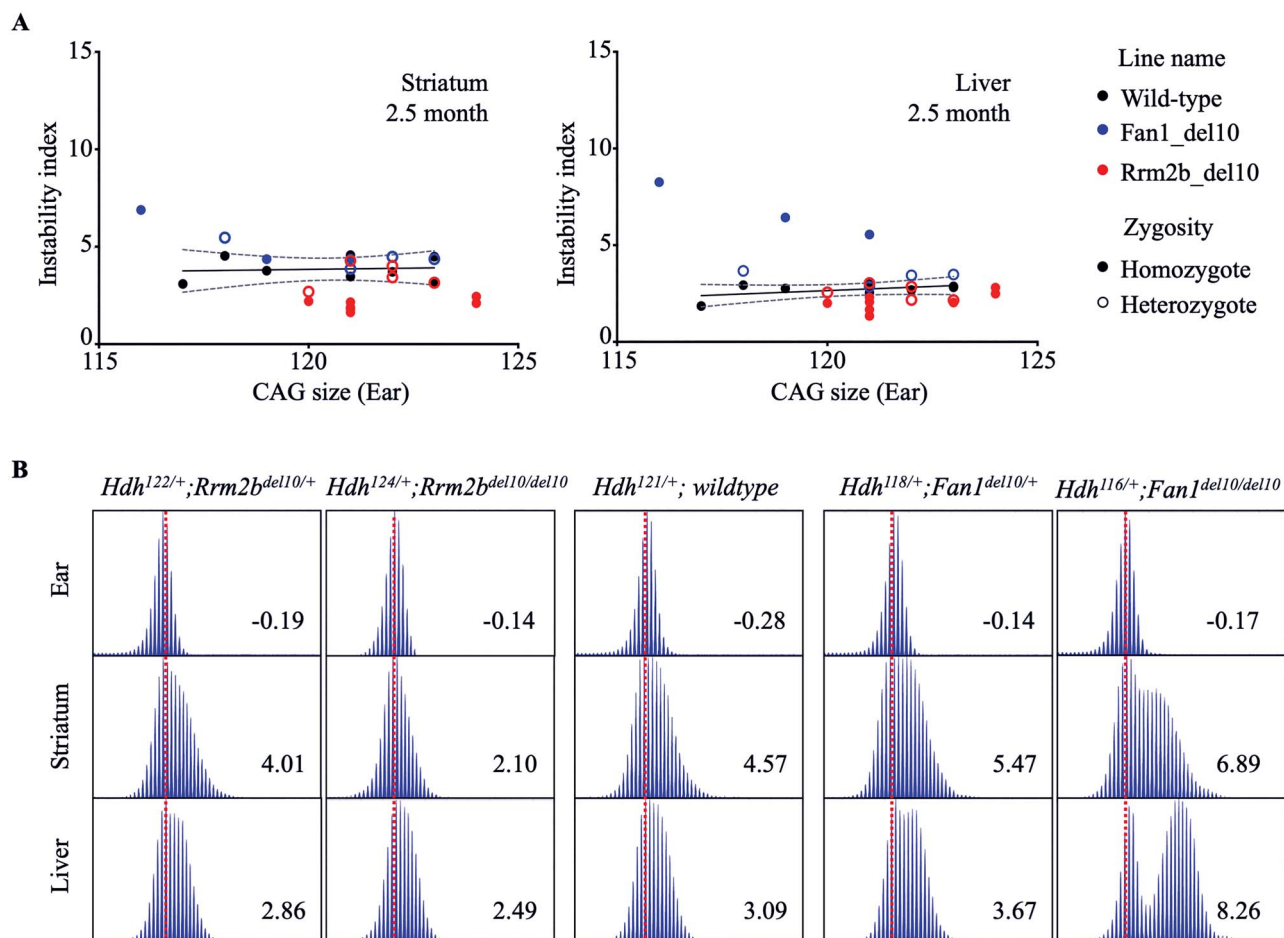 A
15
10
5
0
115
120
125
Instability index
CAG size (Ear)
Striatum
2.5 month
15
10
5
0
115
120
125
Instability index
CAG size (Ear)
Liver
2.5 month
Line name
Wild-type
Fan1_del10
Rrm2b_del10
Zygosity
Homozygote
Heterozygote
B
Hdh122/+;Rrm2bdel10/+
Hdh124/+;Rrm2bdel10/del10
Hdh121/+; wildtype
Hdh118/+;Fan1del10/+
Hdh116/+;Fan1del10/del10
Ear
-0.19
-0.14
-0.28
-0.14
-0.17
Striatum
4.01
2.10
4.57
5.47
6.89
Liver
2.86
2.49
3.09
3.67
8.26